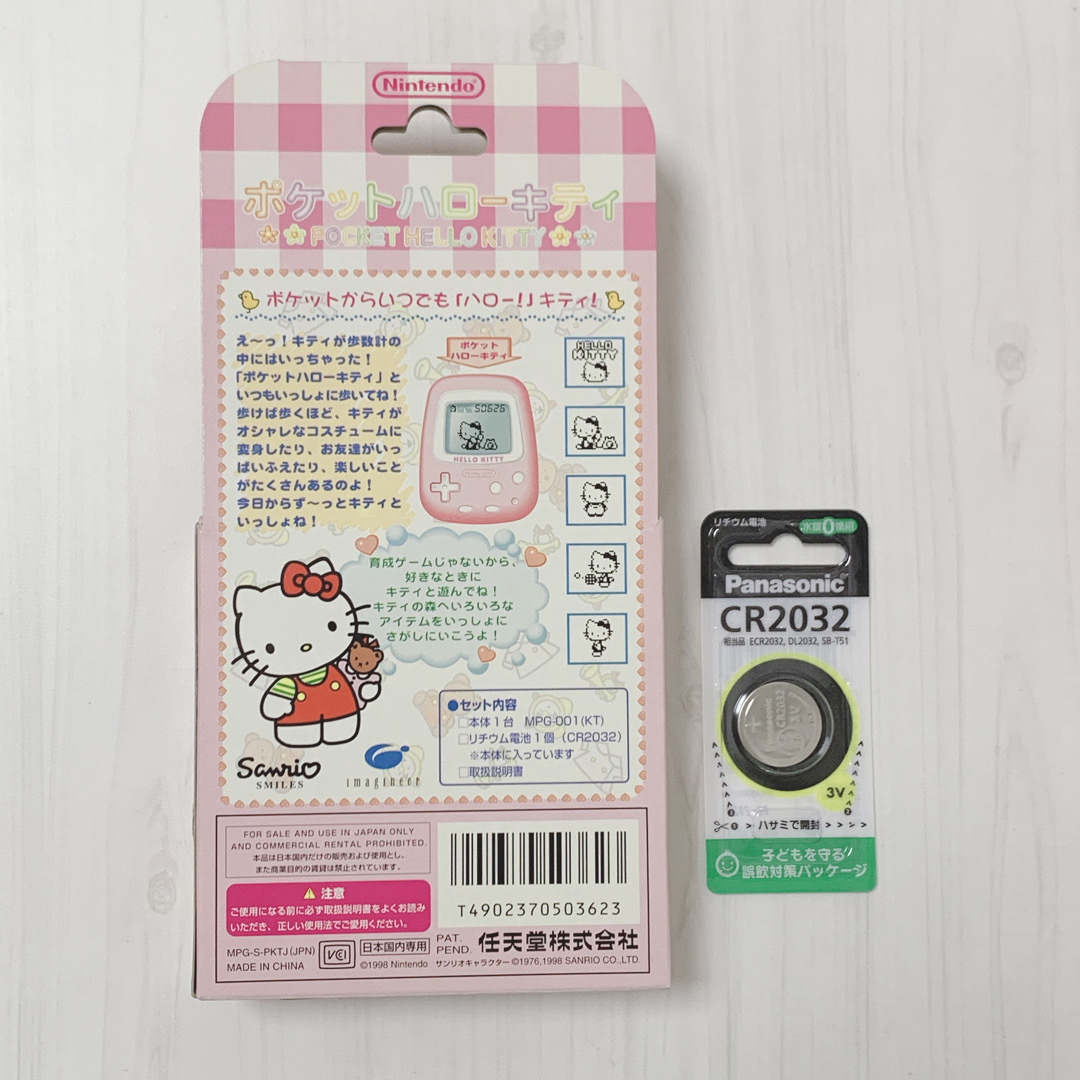 Nintendo®
ポケットハローキティ
POCKET HELLO KITTY
ポケットからいつでも「ハロー!」キティ!
え〜っ！キティが歩数計の
中にはいっちゃった！
「ポケットハローキティ」と
いつもいっしょに歩いてね！
歩けば歩くほど、キティが
オシャレなコスチュームに
変身したり、お友達がいっ
ぱいふえたり、楽しいこと
がたくさんあるのよ！
今日からず〜っとキティと
いっしょね！
ポケット
ハローキティ
50625
HELLO KITTY
HELLO
KITTY
育成ゲームじゃないから、
好きなときに
キティと遊んでね！
キティの森へいろいろな
アイテムをいっしょに
さがしにいこうよ！
●セット内容
□本体1台 MPG-001(KT)
□リチウム電池1個（CR2032）
※本体に入っています
□取扱説明書
Sanrio
SMILES
imagineer
FOR SALE AND USE IN JAPAN ONLY
AND COMMERCIAL RENTAL PROHIBITED.
本品は日本国内だけの販売および使用とし、
また商業目的の賃貸は禁止されています。
⚠ 注意
ご使用になる前に必ず取扱説明書をよくお読み
いただき、正しい使用法でご愛用ください。
T4902370503623
MPG-S-PKTJ(JPN)
MADE IN CHINA
VCI
日本国内専用
PAT.
PEND.
任天堂株式会社
©1998 Nintendo サンリオキャラクター©1976,1998 SANRIO CO.,LTD.
リチウム電池
水銀0使用
Panasonic
CR2032
相当品 ECR2032, DL2032, SB-T51
Panasonic
CR2032
3V
3V
ハサミで開封
子どもを守る
誤飲対策パッケージ